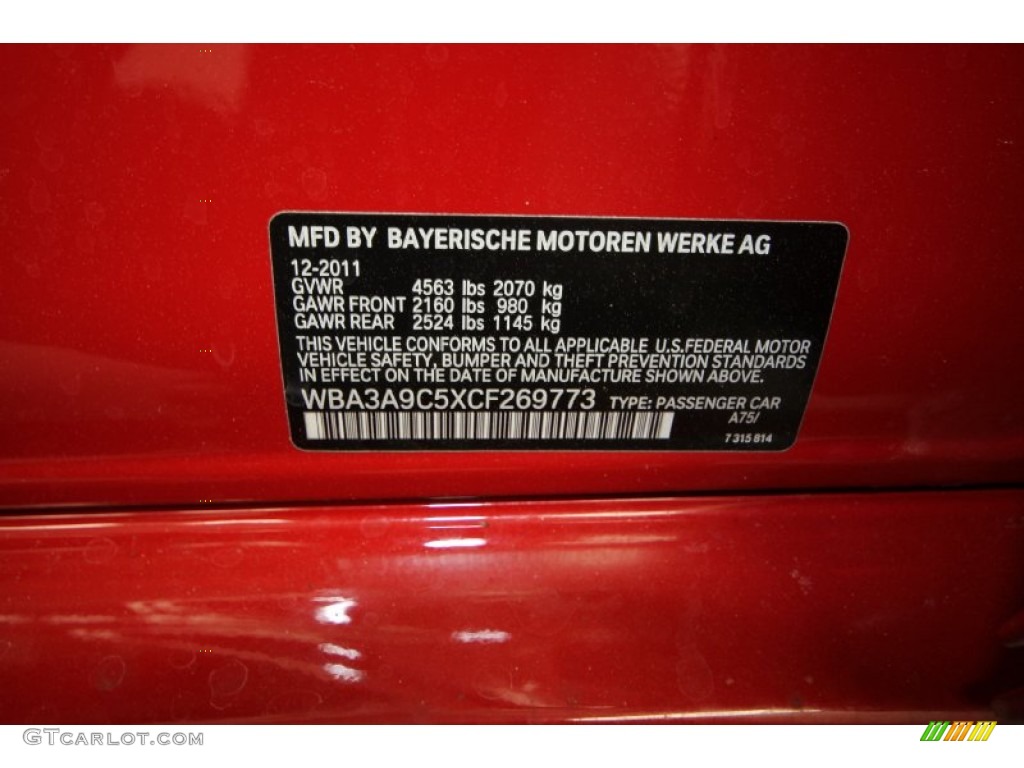 MFD BY BAYERISCHE MOTOREN WERKE AG
12-2011
GVWR 4563 lbs 2070 kg
GAWR FRONT 2160 lbs 980 kg
GAWR REAR 2524 lbs 1145 kg
THIS VEHICLE CONFORMS TO ALL APPLICABLE U.S.FEDERAL MOTOR
VEHICLE SAFETY, BUMPER AND THEFT PREVENTION STANDARDS
IN EFFECT ON THE DATE OF MANUFACTURE SHOWN ABOVE.
WBA3A9C5XCF269773 TYPE: PASSENGER CAR
A75/
7 315 814
GTCARLOT.COM